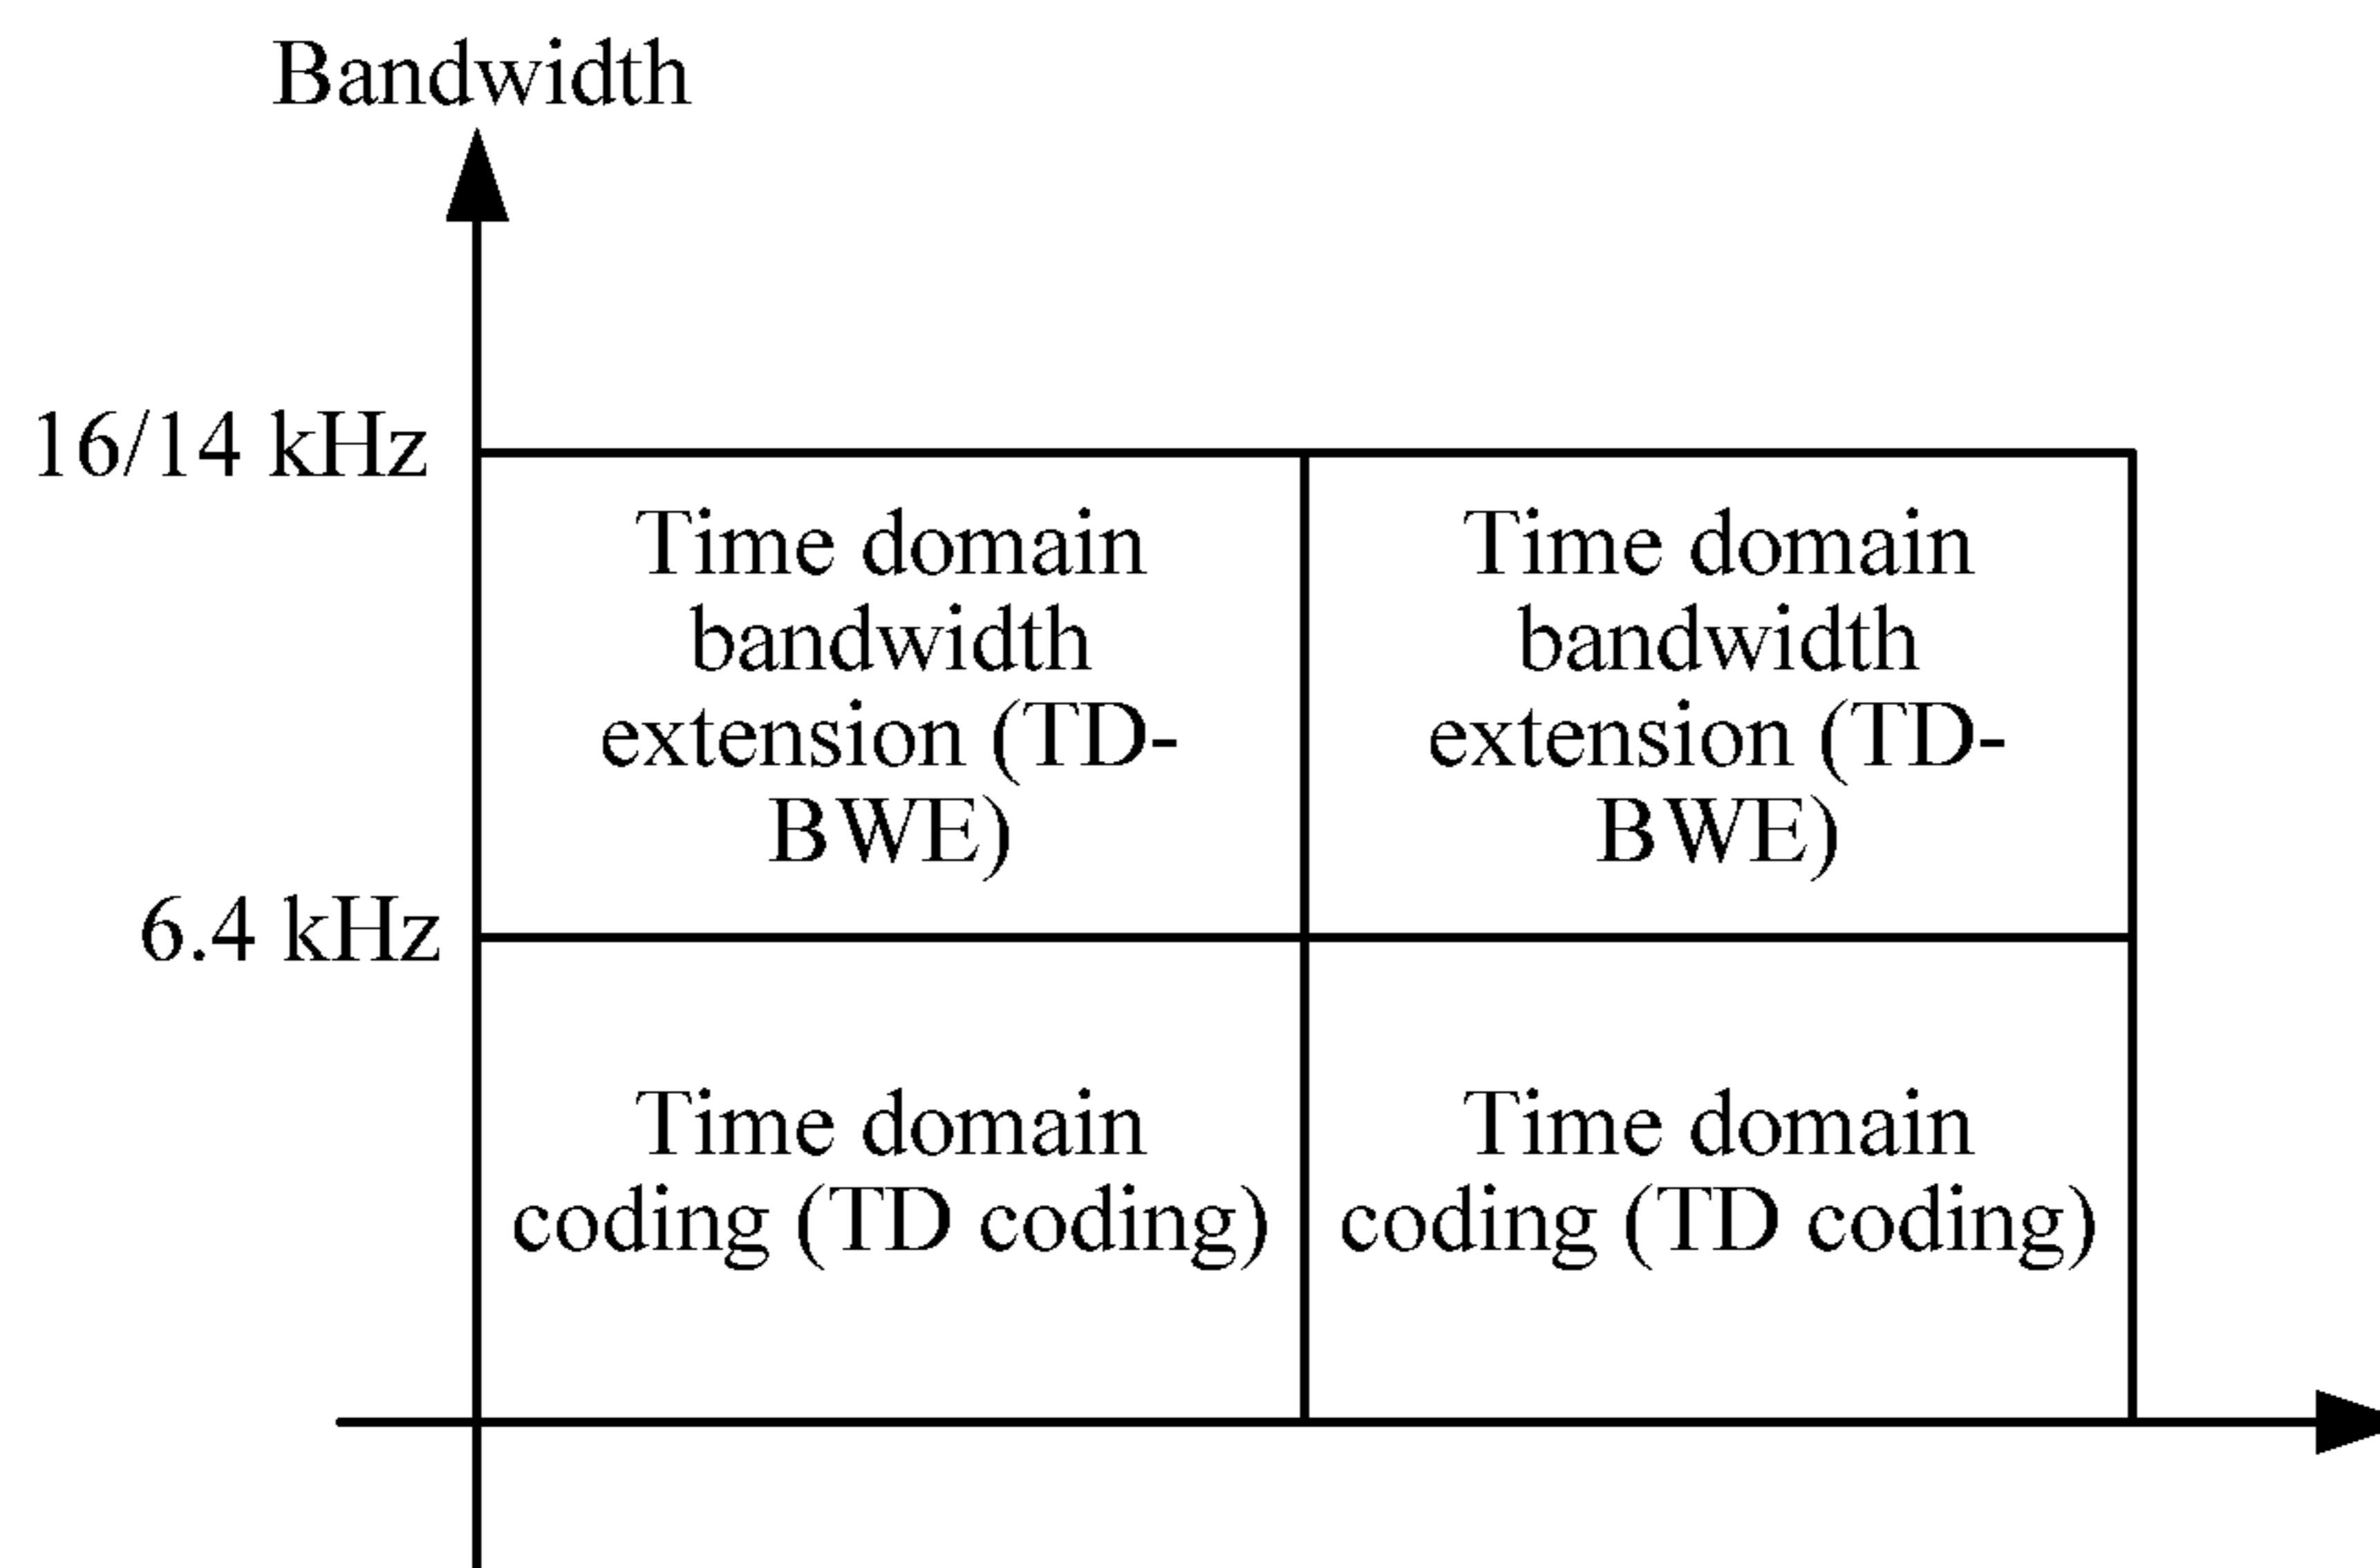 Bandwidth
16/14 kHz
Time domain
bandwidth
extension (TD-
BWE)
Time domain
bandwidth
extension (TD-
BWE)
6.4 kHz
Time domain
coding (TD coding)
Time domain
coding (TD coding)